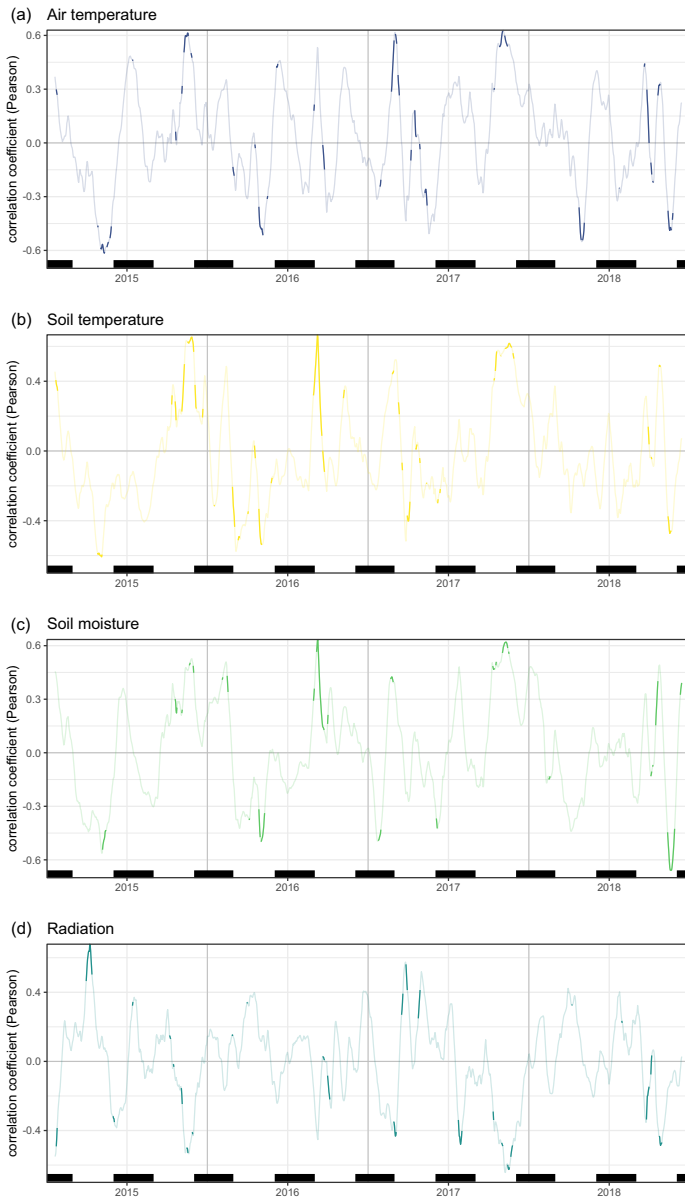 (a) Air temperature
correlation coefficient (Pearson)
0.6
0.3
0.0
-0.3
-0.6
2015 2016 2017 2018
(b) Soil temperature
correlation coefficient (Pearson)
0.4
0.0
-0.4
2015 2016 2017 2018
(c) Soil moisture
correlation coefficient (Pearson)
0.6
0.3
0.0
-0.3
-0.6
2015 2016 2017 2018
(d) Radiation
correlation coefficient (Pearson)
0.4
0.0
-0.4
2015 2016 2017 2018